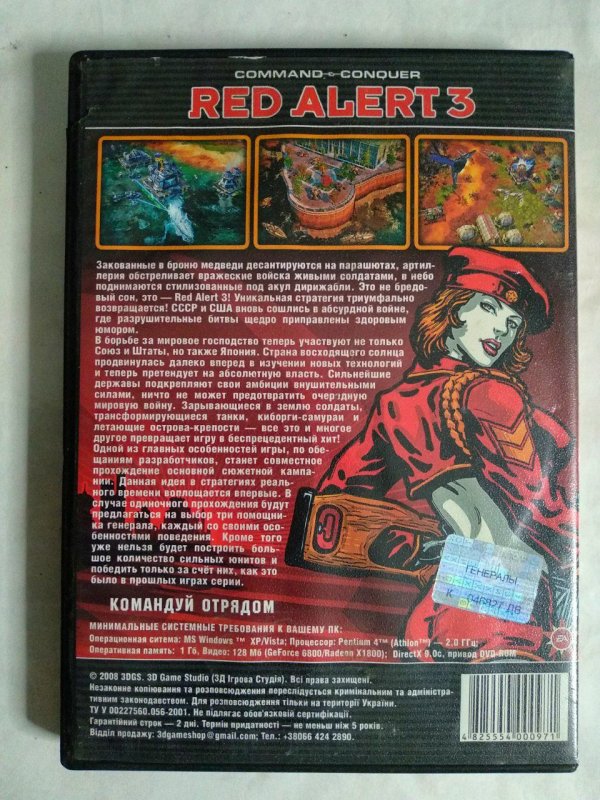 COMMAND & CONQUER
RED ALERT 3
Закованные в броню медведи десантируются на парашютах, артил-
лерия обстреливает вражеские войска живыми солдатами, в небо
поднимаются стилизованные под акул дирижабли. Это не бредо-
вый сон, это — Red Alert 3! Уникальная стратегия триумфально
возвращается! СССР и США вновь сошлись в абсурдной войне,
где разрушительные битвы щедро приправлены здоровым
юмором.
В борьбе за мировое господство теперь участвуют не только
Союз и Штаты, но также Япония. Страна восходящего солнца
продвинулась далеко вперед в изучении новых технологий
и теперь претендует на абсолютную власть. Сильнейшие
державы подкрепляют свои амбиции внушительными
силами, ничто не может предотвратить очередную
мировую войну. Зарывающиеся в землю солдаты,
трансформирующиеся танки, киборги-самураи и
летающие острова-крепости — все это и многое
другое превращает игру в беспрецедентный хит!
Одной из главных особенностей игры, по обе-
щаниям разработчиков, станет совместное
прохождение основной сюжетной кампа-
нии. Данная идея в стратегиях реаль-
ного времени воплощается впервые. В
случае одиночного прохождения будут
предлагаться на выбор три помощни-
ка генерала, каждый со своими осо-
бенностями поведения. Кроме того
уже нельзя будет построить боль-
шое количество сильных юнитов и
победить только за счёт них, как это
было в прошлых играх серии.
КОМАНДУЙ ОТРЯДОМ
ГЕНЕРАЛЫ
К 046927 ДВ
EA
МИНИМАЛЬНЫЕ СИСТЕМНЫЕ ТРЕБОВАНИЯ К ВАШЕМУ ПК:
Операционная ситема: MS Windows ™ XP/Vista; Процессор: Pentium 4™ (Athlon™) — 2.0 ГГц;
Оперативная память: 1 Гб, Видео: 128 Мб (GeForce 6800/Radeon X1800); DirectX 9.0c, привод DVD-ROM
© 2008 3DGS. 3D Game Studio (3Д Ігрова Студія). Всі права захищені.
Незаконне копіювання та розповсюдження переслідується кримінальним та адміністра-
тивним законодавством. Для розповсюдження тільки на території України.
ТУ У 00227560.056-2001. Не підлягає обов'язковій сертифікації.
Гарантійний строк – 2 дні. Термін придатності – не меньш ніж 5 років.
Відділ продажу: 3dgameshop@gmail.com; Тел.: +38066 424 2890.
4 825554 000971